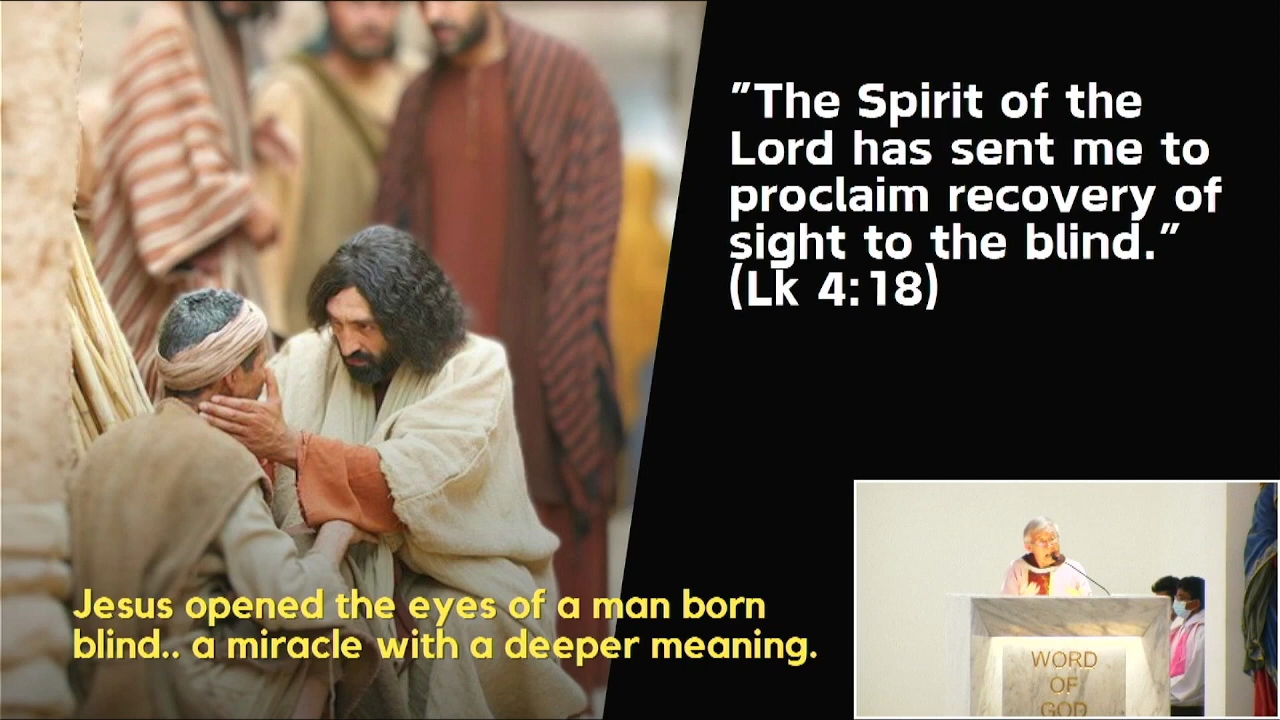 "The Spirit of the
Lord has sent me to
proclaim recovery of
sight to the blind."
(Lk 4:18)
Jesus opened the eyes of a man born
blind.. a miracle with a deeper meaning.
WORD
OF
GOD